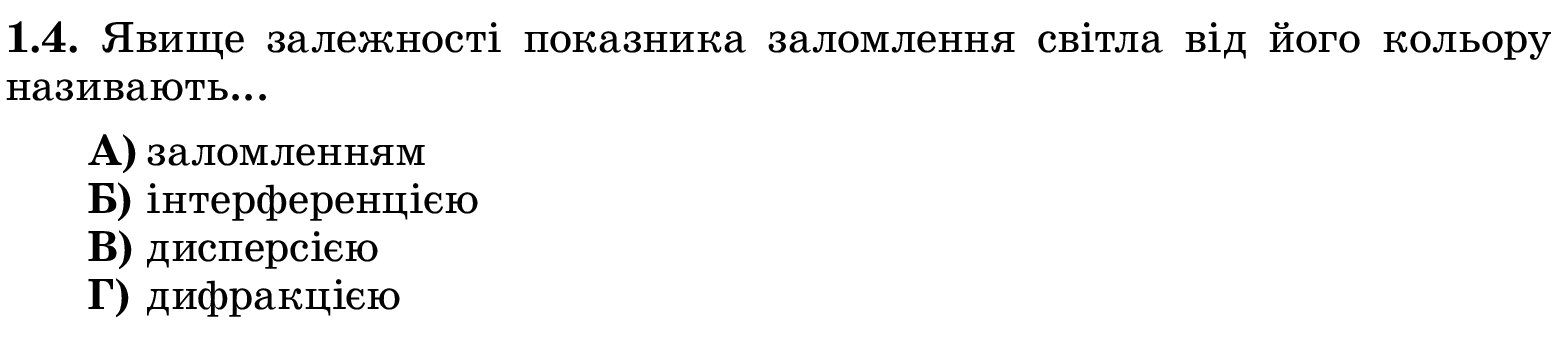 1.4. Явище залежності показника заломлення світла від його кольору
називають...
А) заломленням
Б) інтерференцією
В) дисперсією
Г) дифракцією